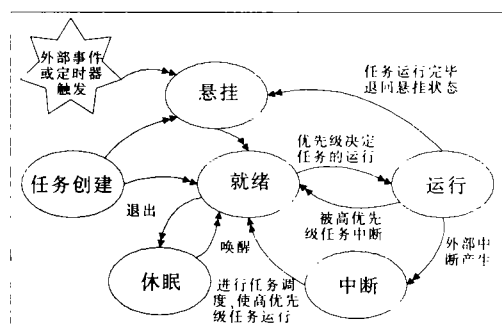 外部事件
或定时器
触发
悬挂
任务运行完毕
退回悬挂状态
优先级决定
任务的运行
任务创建
就绪
运行
退出
被高优先
级任务中断
唤醒
外部中
断产生
休眠
进行任务调
度,使高优先
级任务运行
中断